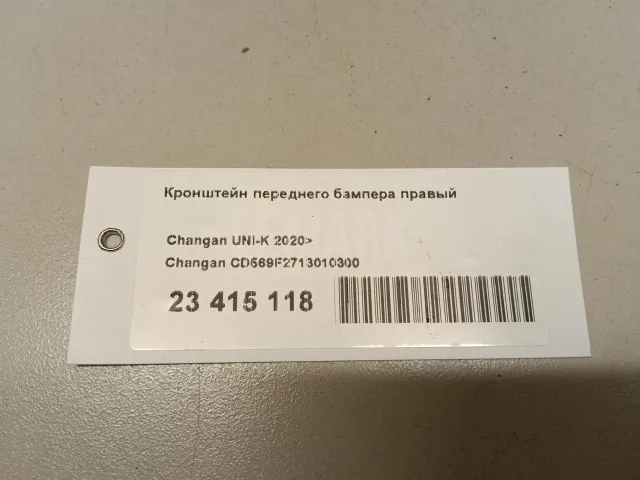 Кронштейн переднего бампера правый
Changan UNI-K 2020>
Changan CD569F2713010300
23 415 118